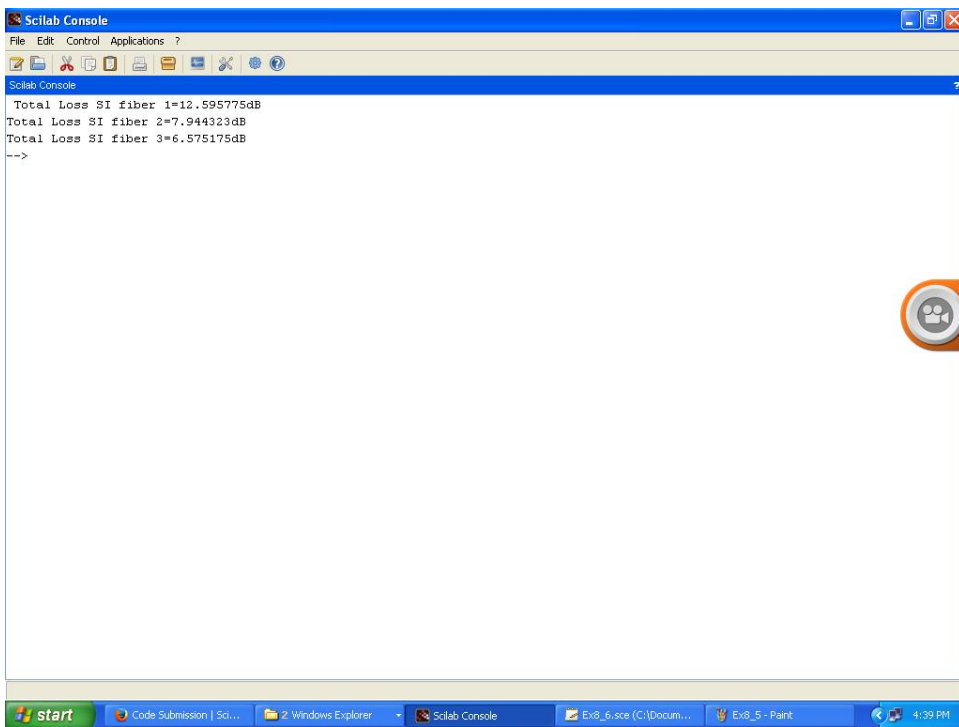 Scilab Console
File Edit Control Applications ?
Scilab Console ?
Total Loss SI fiber 1=12.595775dB
Total Loss SI fiber 2=7.944323dB
Total Loss SI fiber 3=6.575175dB
-->
start Code Submission | Sci... 2 Windows Explorer Scilab Console Ex8_6.sce (C:\Docum... Ex8_5 - Paint 4:39 PM